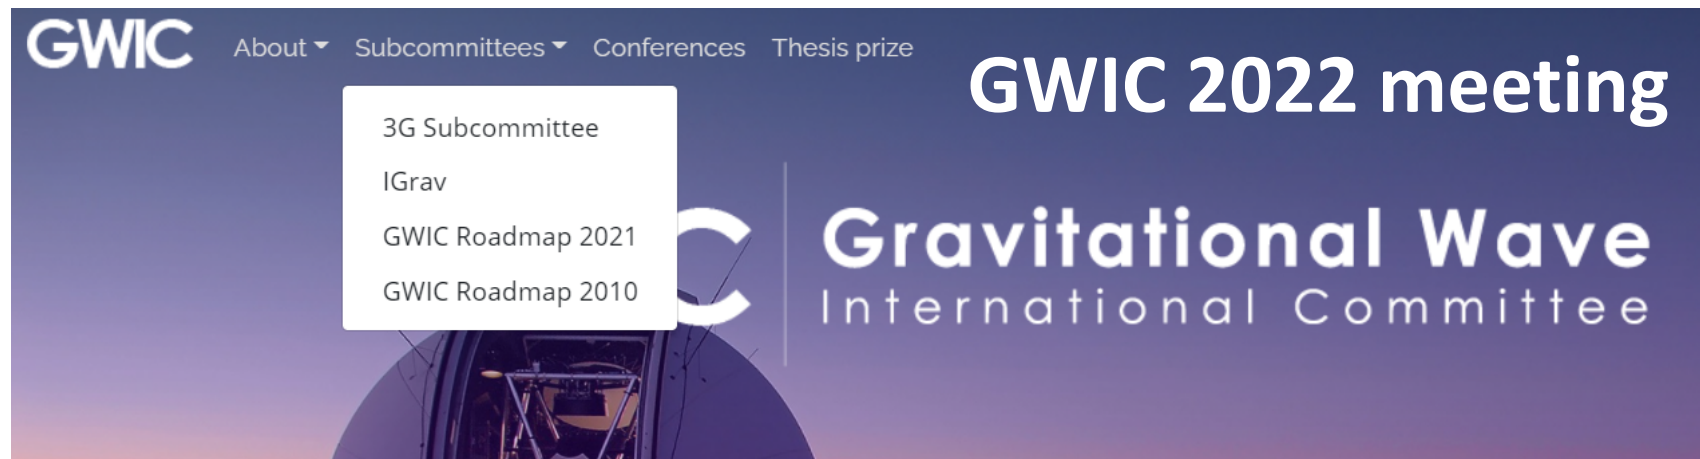 GWIC About Subcommittees Conferences Thesis prize
GWIC 2022 meeting
3G Subcommittee
IGrav
GWIC Roadmap 2021
GWIC Roadmap 2010
C
Gravitational Wave
International Committee